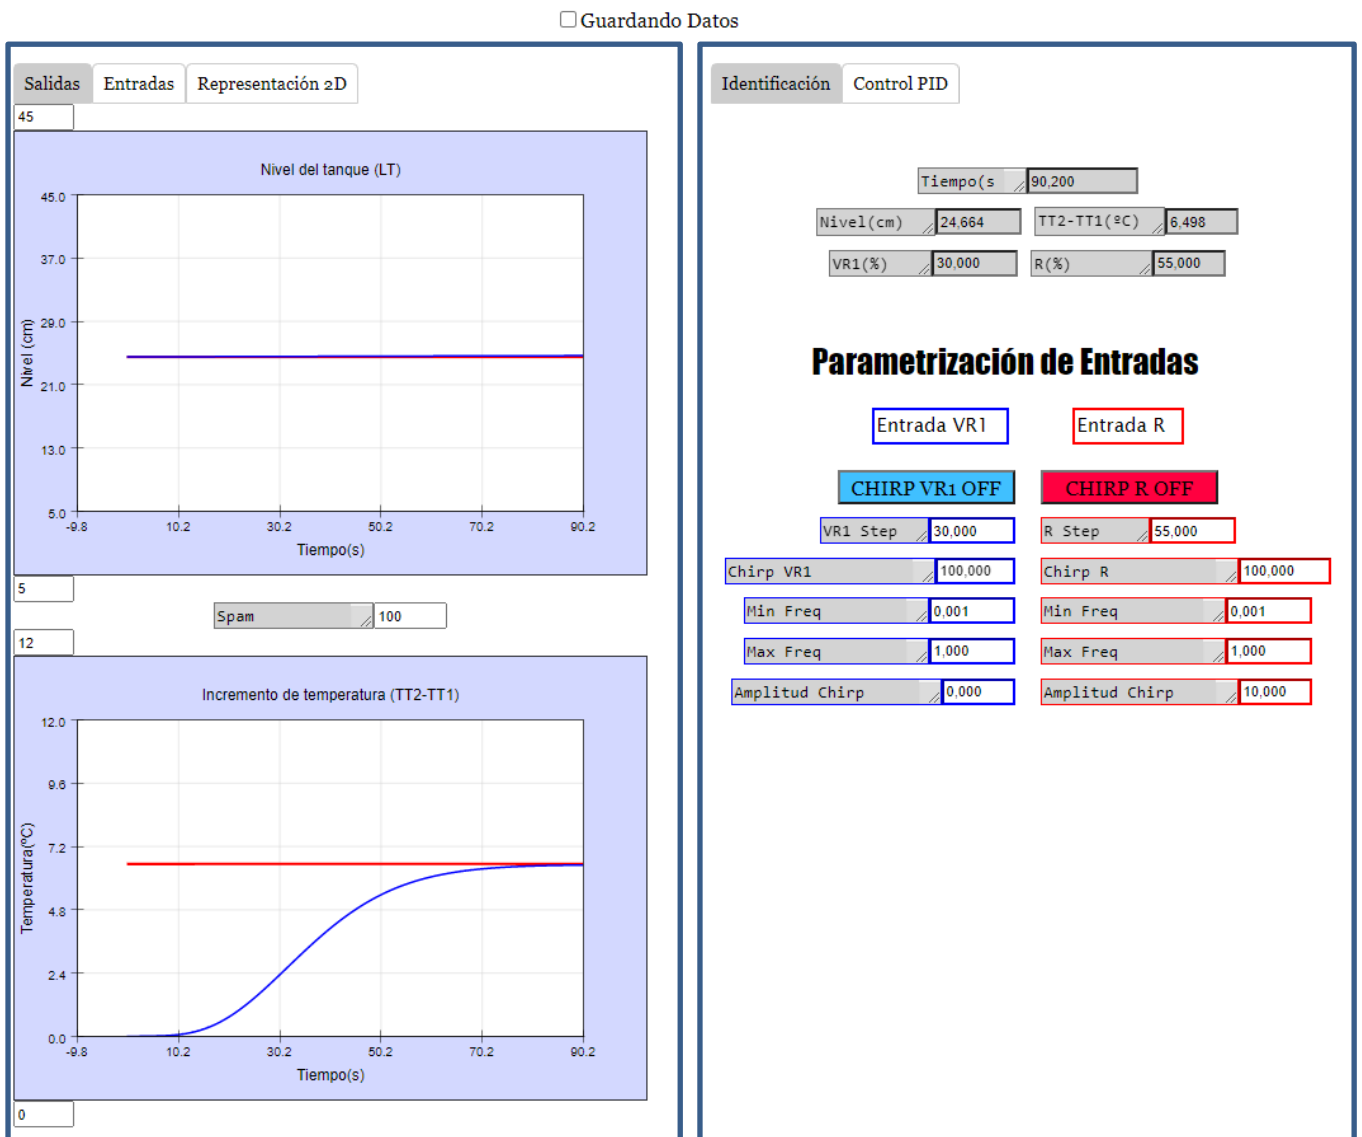 Guardando Datos
Salidas Entradas Representación 2D
45
Nivel del tanque (LT)
45.0
37.0
29.0
21.0
13.0
5.0
Nivel (cm)
-9.8 10.2 30.2 50.2 70.2 90.2
Tiempo(s)
5
Spam 100
12
Incremento de temperatura (TT2-TT1)
12.0
9.6
7.2
4.8
2.4
0.0
Temperatura(ºC)
-9.8 10.2 30.2 50.2 70.2 90.2
Tiempo(s)
0
Identificación Control PID
Tiempo(s 90,200
Nivel(cm) 24,664 TT2-TT1(ºC) 6,498
VR1(%) 30,000 R(%) 55,000
Parametrización de Entradas
Entrada VR1 Entrada R
CHIRP VR1 OFF CHIRP R OFF
VR1 Step 30,000 R Step 55,000
Chirp VR1 100,000 Chirp R 100,000
Min Freq 0,001 Min Freq 0,001
Max Freq 1,000 Max Freq 1,000
Amplitud Chirp 0,000 Amplitud Chirp 10,000